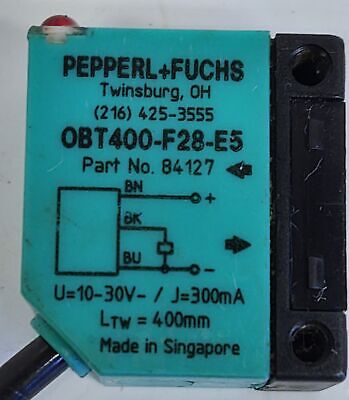 PEPPERL+FUCHS
Twinsburg, OH
(216) 425-3555
OBT400-F28-E5
Part No. 84127
BN +
BK
BU -
U=10-30V- / J=300mA
LTW = 400mm
Made in Singapore